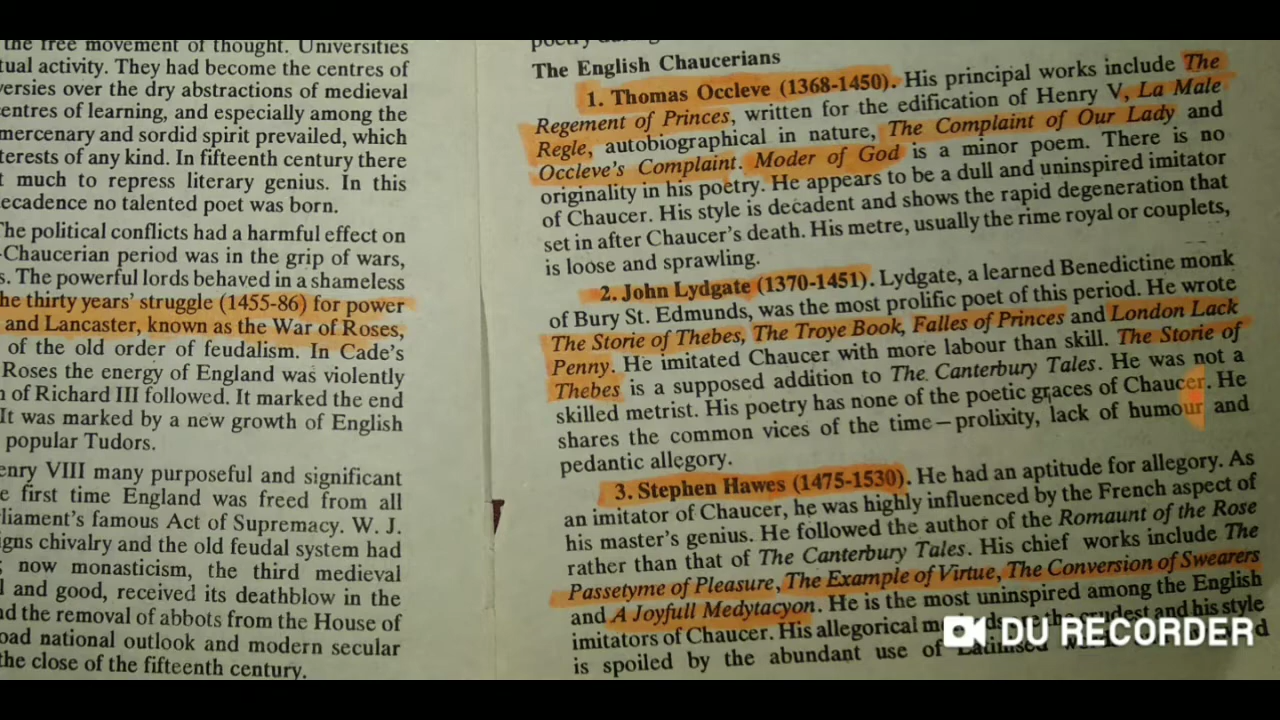 the free movement of thought. Universities
tual activity. They had become the centres of
versies over the dry abstractions of medieval
entres of learning, and especially among the
mercenary and sordid spirit prevailed, which
terests of any kind. In fifteenth century there
t much to repress literary genius. In this
ecadence no talented poet was born.
The political conflicts had a harmful effect on
-Chaucerian period was in the grip of wars,
s. The powerful lords behaved in a shameless
he thirty years' struggle (1455-86) for power
and Lancaster, known as the War of Roses,
of the old order of feudalism. In Cade's
Roses the energy of England was violently
n of Richard III followed. It marked the end
It was marked by a new growth of English
popular Tudors.
enry VIII many purposeful and significant
e first time England was freed from all
liament's famous Act of Supremacy. W. J.
igns chivalry and the old feudal system had
; now monasticism, the third medieval
l and good, received its deathblow in the
nd the removal of abbots from the House of
oad national outlook and modern secular
the close of the fifteenth century.
The English Chaucerians
1. Thomas Occleve (1368-1450). His principal works include The
Regement of Princes, written for the edification of Henry V, La Male
Regle, autobiographical in nature, The Complaint of Our Lady and
Occleve's Complaint. Moder of God is a minor poem. There is no
originality in his poetry. He appears to be a dull and uninspired imitator
of Chaucer. His style is decadent and shows the rapid degeneration that
set in after Chaucer's death. His metre, usually the rime royal or couplets,
is loose and sprawling.
2. John Lydgate (1370-1451). Lydgate, a learned Benedictine monk
of Bury St. Edmunds, was the most prolific poet of this period. He wrote
The Storie of Thebes, The Troye Book, Falles of Princes and London Lack
Penny. He imitated Chaucer with more labour than skill. The Storie of
Thebes is a supposed addition to The Canterbury Tales. He was not a
skilled metrist. His poetry has none of the poetic graces of Chaucer. He
shares the common vices of the time—prolixity, lack of humour and
pedantic allegory.
3. Stephen Hawes (1475-1530). He had an aptitude for allegory. As
an imitator of Chaucer, he was highly influenced by the French aspect of
his master's genius. He followed the author of the Romaunt of the Rose
rather than that of The Canterbury Tales. His chief works include The
Passetyme of Pleasure, The Example of Virtue, The Conversion of Swearers
and A Joyfull Medytacyon. He is the most uninspired among the English
imitators of Chaucer. His allegorical the crudest and his style
is spoiled by the abundant use of Latinised
DU RECORDER